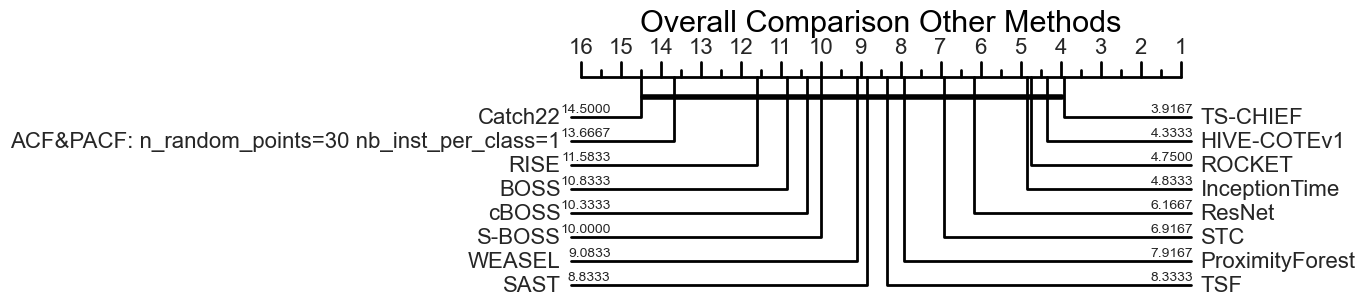 Overall Comparison Other Methods
16 15 14 13 12 11 10 9 8 7 6 5 4 3 2 1
Catch22 14.5000 3.9167 TS-CHIEF
ACF&PACF: n_random_points=30 nb_inst_per_class=1 13.6667 4.3333 HIVE-COTEv1
RISE 11.5833 4.7500 ROCKET
BOSS 10.8333 4.8333 InceptionTime
cBOSS 10.3333 6.1667 ResNet
S-BOSS 10.0000 6.9167 STC
WEASEL 9.0833 7.9167 ProximityForest
SAST 8.8333 8.3333 TSF